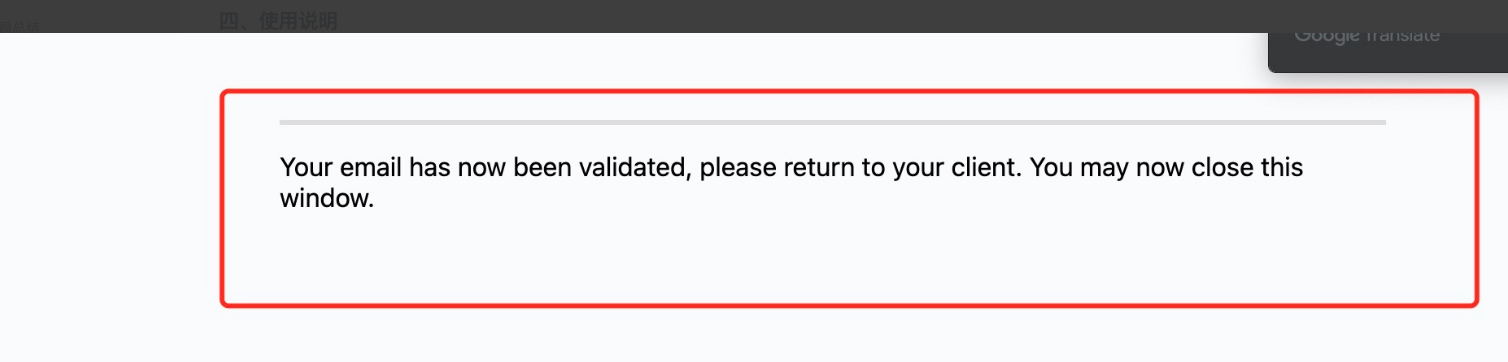 四、使用说明
Google Translate
Your email has now been validated, please return to your client. You may now close this
window.